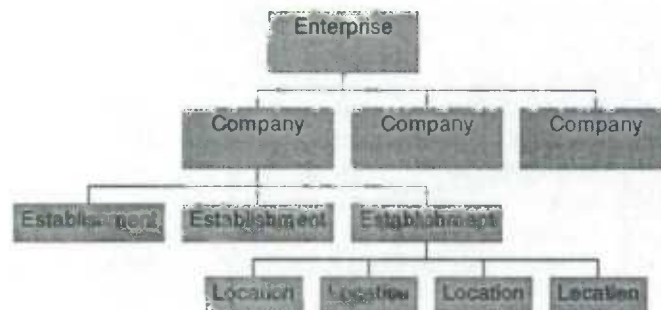 Enterprise
Company Company Company
Establishment Establishment Establishment
Location Location Location Location